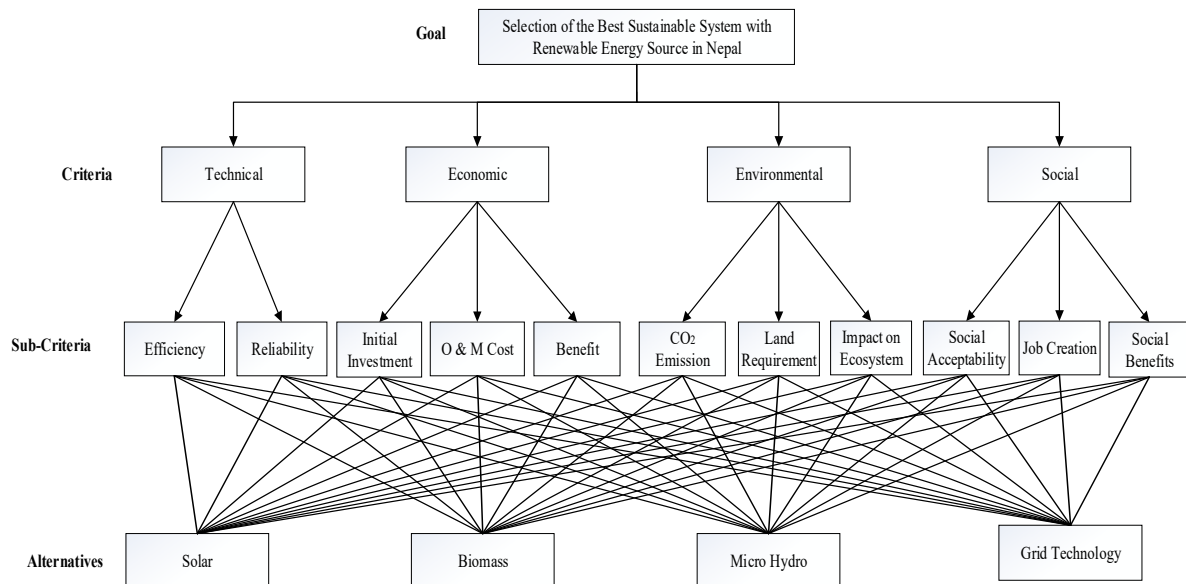 Goal
Selection of the Best Sustainable System with
Renewable Energy Source in Nepal
Criteria
Technical
Economic
Environmental
Social
Sub-Criteria
Efficiency
Reliability
Initial
Investment
O & M Cost
Benefit
CO₂
Emission
Land
Requirement
Impact on
Ecosystem
Social
Acceptability
Job Creation
Social
Benefits
Alternatives
Solar
Biomass
Micro Hydro
Grid Technology